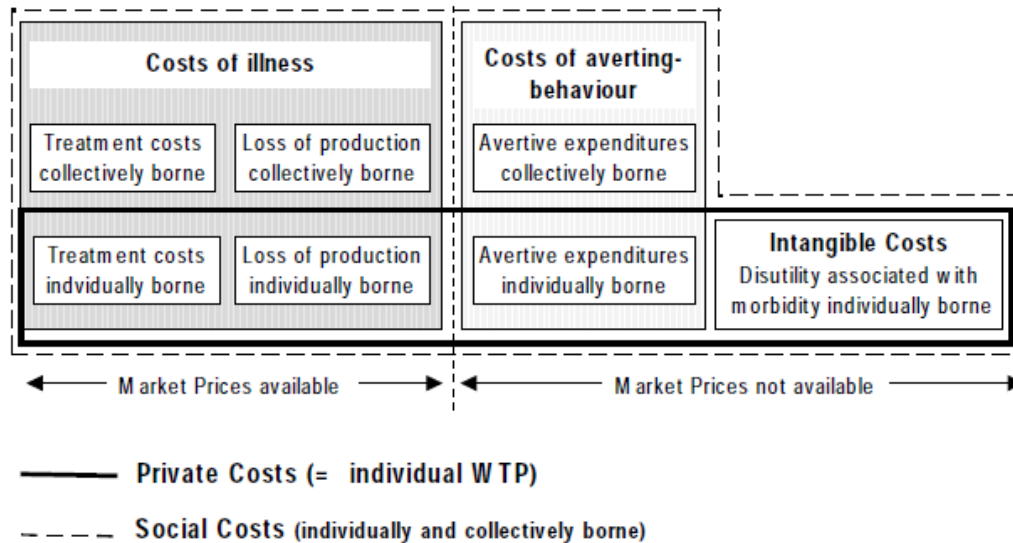 Costs of illness
Costs of averting-
behaviour
Treatment costs
collectively borne
Loss of production
collectively borne
Avertive expenditures
collectively borne
Treatment costs
indvidually borne
Loss of production
individually borne
Avertive expenditures
individually borne
Intangible Costs
Disutility associated with
morbidity individually borne
Market Prices available
Market Prices not available
Private Costs (= individual WTP)
Social Costs (individually and collectively borne)